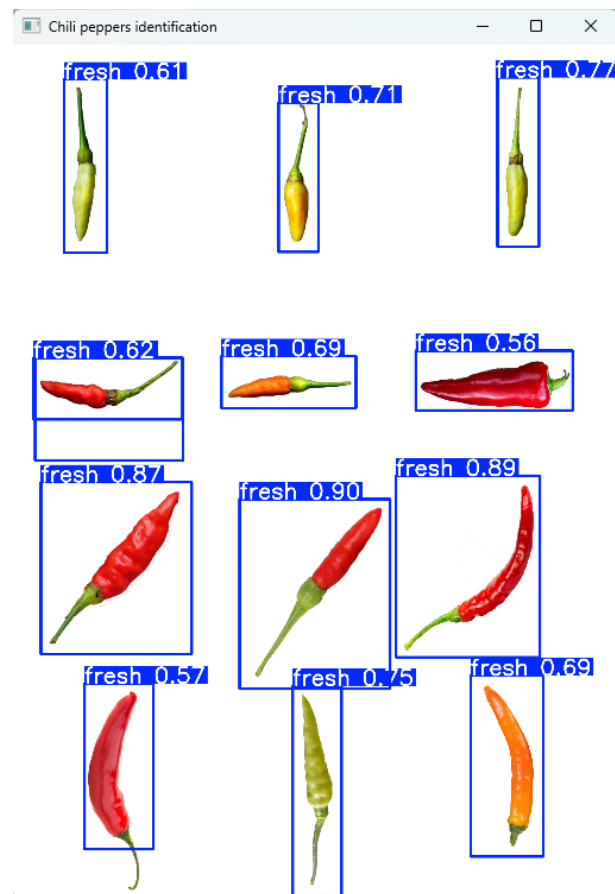 Chili peppers identification
fresh 0.61
fresh 0.71
fresh 0.77
fresh 0.62
fresh 0.69
fresh 0.56
fresh 0.87
fresh 0.90
fresh 0.89
fresh 0.57
fresh 0.75
fresh 0.69